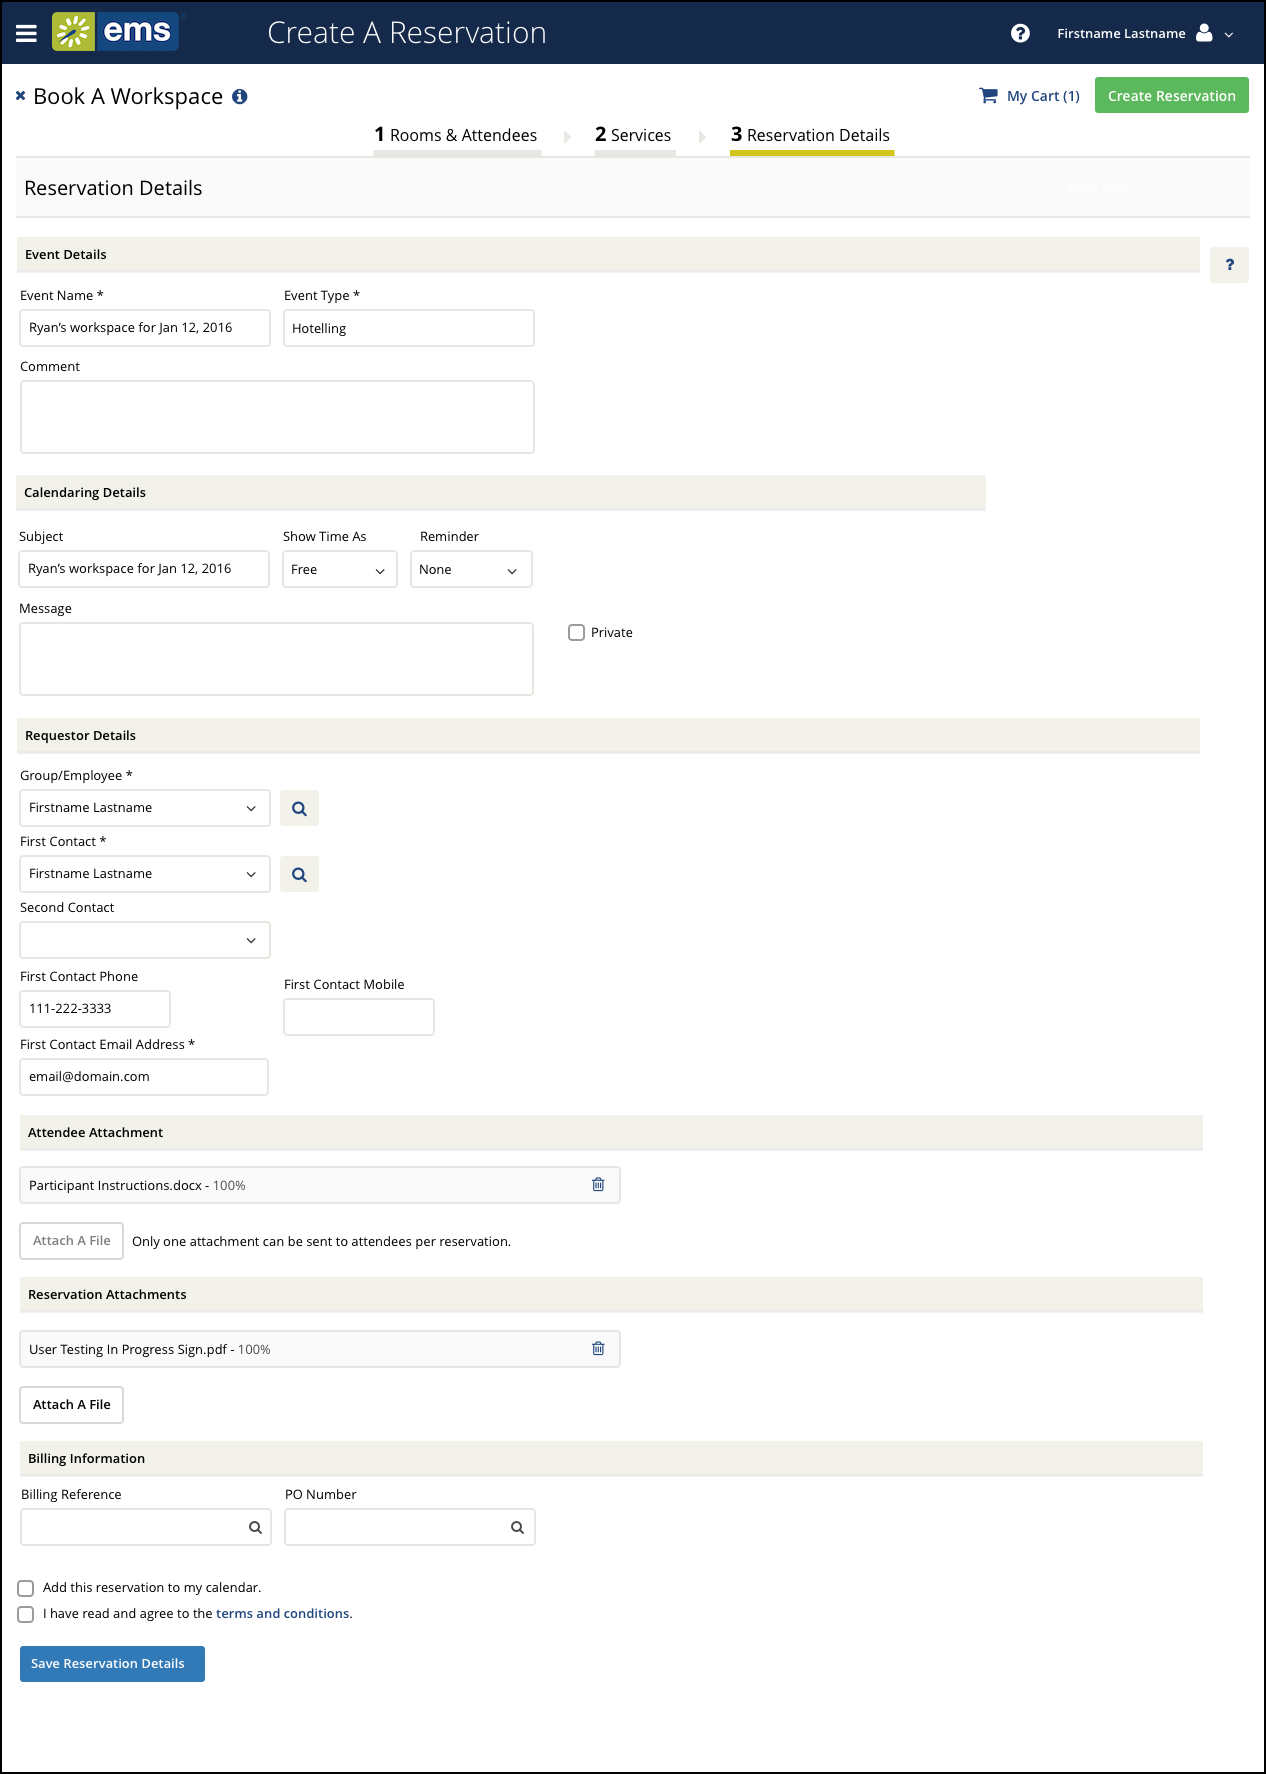 ems
Create A Reservation
?
Firstname Lastname
Book A Workspace
My Cart (1)
Create Reservation
1 Rooms & Attendees
2 Services
3 Reservation Details
Reservation Details
Event Details
?
Event Name *
Event Type *
Ryan's workspace for Jan 12, 2016
Hotelling
Comment
Calendaring Details
Subject
Show Time As
Reminder
Ryan's workspace for Jan 12, 2016
Free
None
Message
Private
Requestor Details
Group/Employee *
Firstname Lastname
First Contact *
Firstname Lastname
Second Contact
First Contact Phone
First Contact Mobile
111-222-3333
First Contact Email Address *
email@domain.com
Attendee Attachment
Participant Instructions.docx - 100%
Attach A File
Only one attachment can be sent to attendees per reservation.
Reservation Attachments
User Testing In Progress Sign.pdf - 100%
Attach A File
Billing Information
Billing Reference
PO Number
Add this reservation to my calendar.
I have read and agree to the terms and conditions.
Save Reservation Details